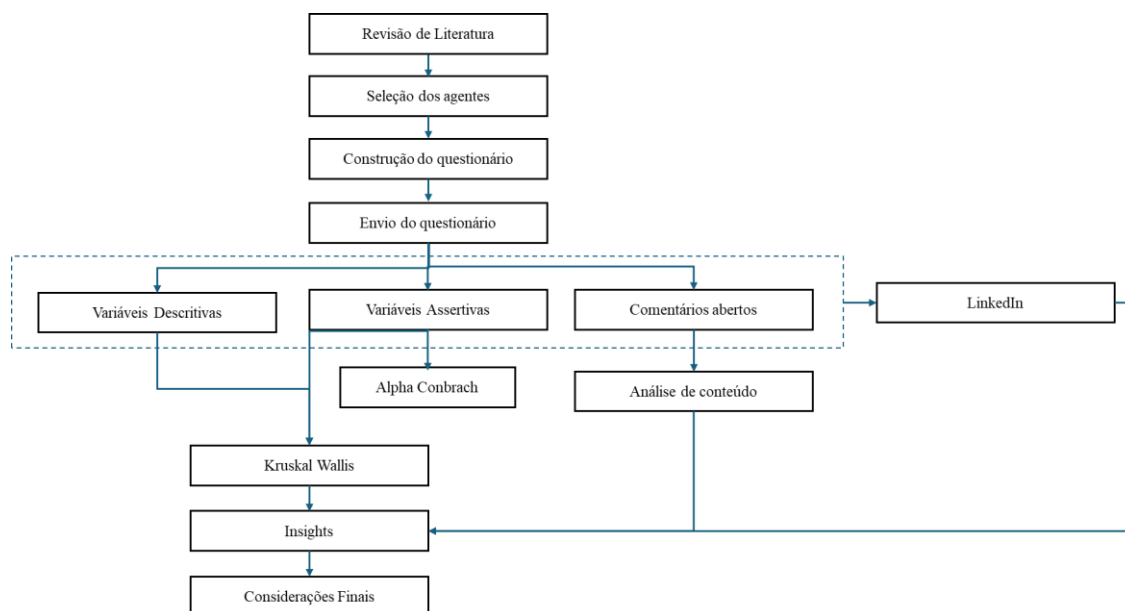 Revisão de Literatura
Seleção dos agentes
Construção do questionário
Envio do questionário
Variáveis Descritivas
Variáveis Assertivas
Comentários abertos
LinkedIn
Alpha Conbrach
Análise de conteúdo
Kruskal Wallis
Insights
Considerações Finais